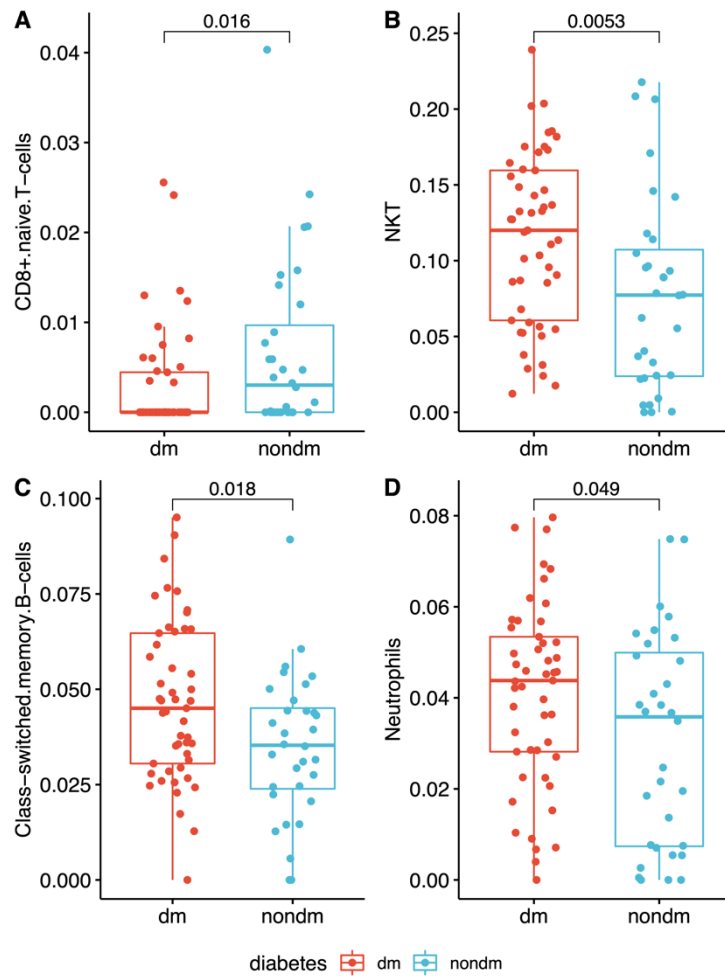 A
0.016
CD8+.naive.T−cells
0.04
0.03
0.02
0.01
0.00
dm
nondm
B
0.0053
NKT
0.25
0.20
0.15
0.10
0.05
0.00
dm
nondm
C
0.018
Class−switched.memory.B−cells
0.100
0.075
0.050
0.025
0.000
dm
nondm
D
0.049
Neutrophils
0.08
0.06
0.04
0.02
0.00
dm
nondm
diabetes dm nondm